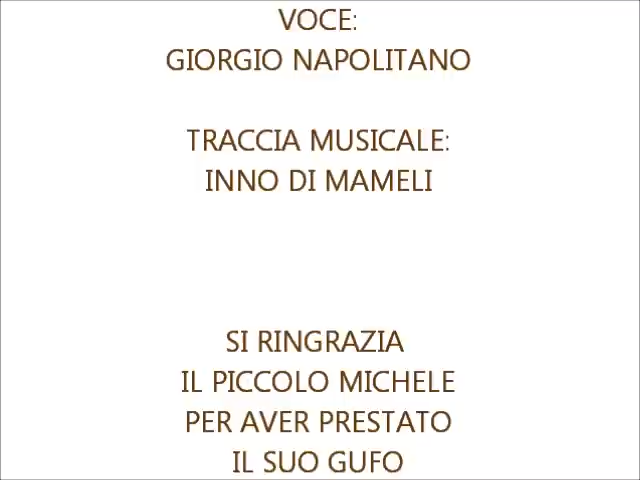 VOCE:
GIORGIO NAPOLITANO
TRACCIA MUSICALE:
INNO DI MAMELI
SI RINGRAZIA
IL PICCOLO MICHELE
PER AVER PRESTATO
IL SUO GUFO